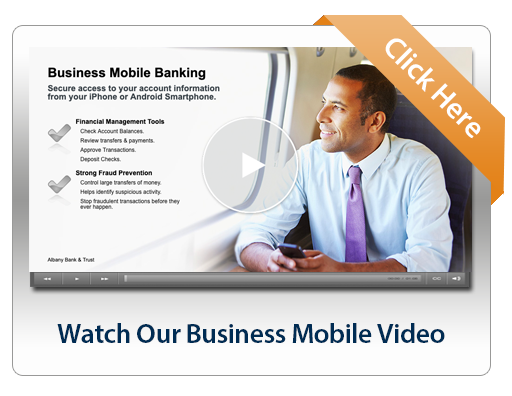 Click Here
Business Mobile Banking
Secure access to your account information
from your iPhone or Android Smartphone.
Financial Management Tools
Check Account Balances.
Review transfers & payments.
Approve Transactions.
Deposit Checks.
Strong Fraud Prevention
Control large transfers of money.
Helps identify suspicious activity.
Stop fraudulent transactions before they
ever happen.
Albany Bank & Trust
Watch Our Business Mobile Video